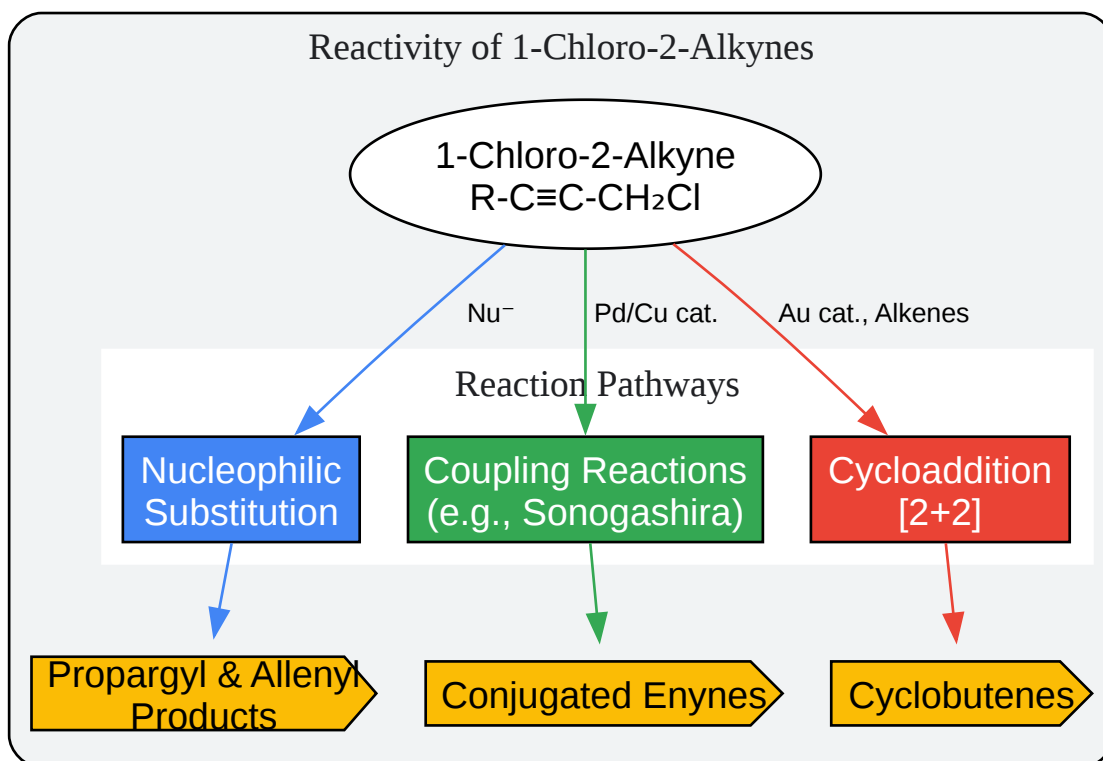 Reactivity of 1-Chloro-2-Alkynes
1-Chloro-2-Alkyne
R-C≡C-CH₂Cl
Nu⁻
Pd/Cu cat.
Au cat., Alkenes
Reaction Pathways
Nucleophilic
Substitution
Coupling Reactions
(e.g., Sonogashira)
Cycloaddition
[2+2]
Propargyl & Allenyl
Products
Conjugated Enynes
Cyclobutenes